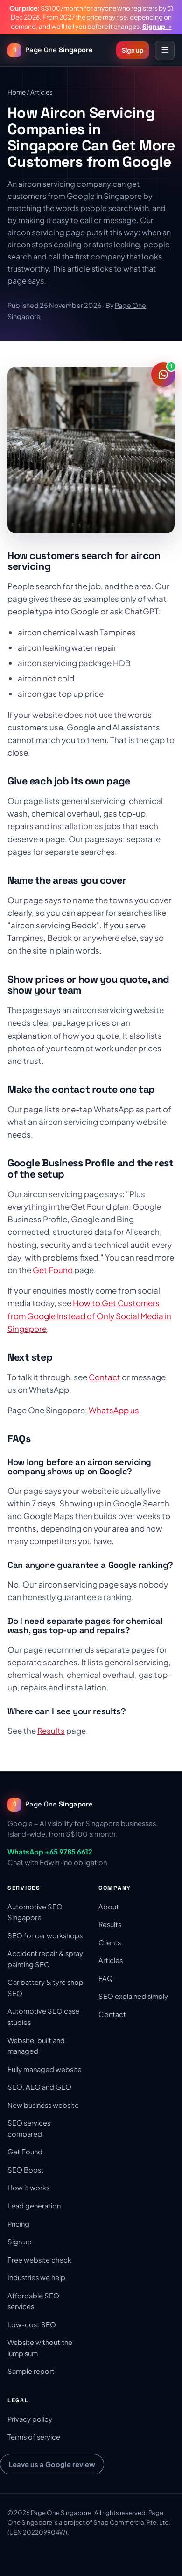 Our price: S$100/month for anyone who registers by 31
Dec 2026. From 2027 the price may rise, depending on
demand, and we'll tell you before it changes. Sign up →
Page One Singapore
Sign up
Home / Articles
How Aircon Servicing
Companies in
Singapore Can Get More
Customers from Google
An aircon servicing company can get
customers from Google in Singapore by
matching the words people search with, and
by making it easy to call or message. Our
aircon servicing page puts it this way: when an
aircon stops cooling or starts leaking, people
search and call the first company that looks
trustworthy. This article sticks to what that
page says.
Published 25 November 2026 · By Page One
Singapore
1
How customers search for aircon
servicing
People search for the job, and the area. Our
page gives these as examples only of what
people type into Google or ask ChatGPT:
• aircon chemical wash Tampines
• aircon leaking water repair
• aircon servicing package HDB
• aircon not cold
• aircon gas top up price
If your website does not use the words
customers use, Google and AI assistants
cannot match you to them. That is the gap to
close.
Give each job its own page
Our page lists general servicing, chemical
wash, chemical overhaul, gas top-up,
repairs and installation as jobs that each
deserve a page. Our page says: separate
pages for separate searches.
Name the areas you cover
Our page says to name the towns you cover
clearly, so you can appear for searches like
"aircon servicing Bedok". If you serve
Tampines, Bedok or anywhere else, say so
on the site in plain words.
Show prices or how you quote, and
show your team
The page says an aircon servicing website
needs clear package prices or an
explanation of how you quote. It also lists
photos of your team at work under prices
and trust.
Make the contact route one tap
Our page lists one-tap WhatsApp as part of
what an aircon servicing company website
needs.
Google Business Profile and the rest
of the setup
Our aircon servicing page says: "Plus
everything in the Get Found plan: Google
Business Profile, Google and Bing
connected, structured data for AI search,
hosting, security and a technical audit every
day, with problems fixed." You can read more
on the Get Found page.
If your enquiries mostly come from social
media today, see How to Get Customers
from Google Instead of Only Social Media in
Singapore.
Next step
To talk it through, see Contact or message
us on WhatsApp.
Page One Singapore: WhatsApp us
FAQs
How long before an aircon servicing
company shows up on Google?
Our page says your website is usually live
within 7 days. Showing up in Google Search
and Google Maps then builds over weeks to
months, depending on your area and how
many competitors you have.
Can anyone guarantee a Google ranking?
No. Our aircon servicing page says nobody
can honestly guarantee a ranking.
Do I need separate pages for chemical
wash, gas top-up and repairs?
Our page recommends separate pages for
separate searches. It lists general servicing,
chemical wash, chemical overhaul, gas top-
up, repairs and installation.
Where can I see your results?
See the Results page.
Page One Singapore
Google + AI visibility for Singapore businesses.
Island-wide, from S$100 a month.
WhatsApp +65 9785 6612
Chat with Edwin · no obligation
SERVICES
Automotive SEO
Singapore
SEO for car workshops
Accident repair & spray
painting SEO
Car battery & tyre shop
SEO
Automotive SEO case
studies
Website, built and
managed
Fully managed website
SEO, AEO and GEO
New business website
SEO services
compared
Get Found
SEO Boost
How it works
Lead generation
Pricing
Sign up
Free website check
Industries we help
Affordable SEO
services
Low-cost SEO
Website without the
lump sum
Sample report
COMPANY
About
Results
Clients
Articles
FAQ
SEO explained simply
Contact
LEGAL
Privacy policy
Terms of service
Leave us a Google review
© 2026 Page One Singapore. All rights reserved. Page
One Singapore is a project of Snap Commercial Pte. Ltd.
(UEN 202209904W).